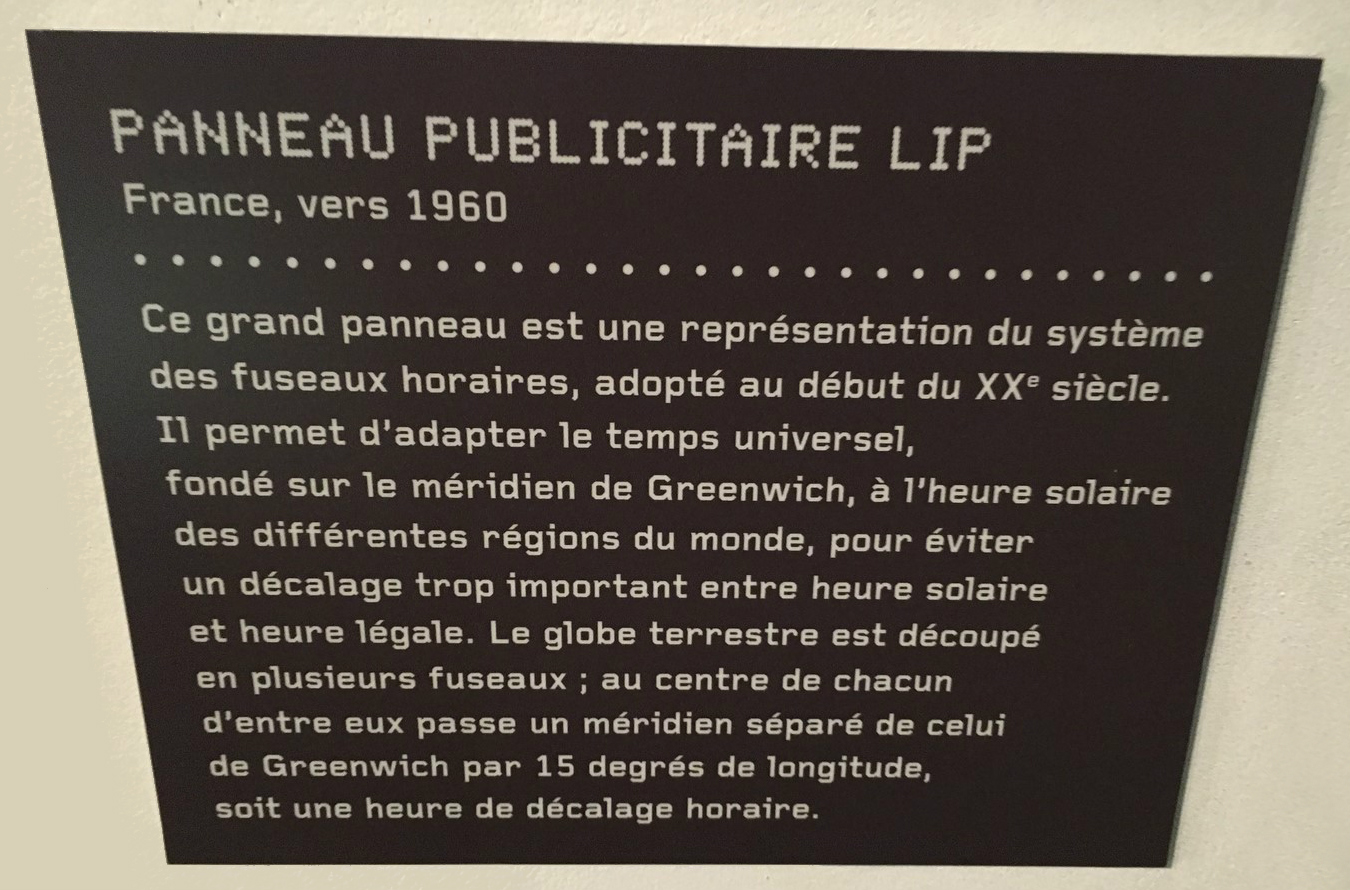 PANNEAU PUBLICITAIRE LIP
France, vers 1960
Ce grand panneau est une représentation du système
des fuseaux horaires, adopté au début du XXᵉ siècle.
Il permet d'adapter le temps universel,
fondé sur le méridien de Greenwich, à l'heure solaire
des différentes régions du monde, pour éviter
un décalage trop important entre heure solaire
et heure légale. Le globe terrestre est découpé
en plusieurs fuseaux ; au centre de chacun
d'entre eux passe un méridien séparé de celui
de Greenwich par 15 degrés de longitude,
soit une heure de décalage horaire.